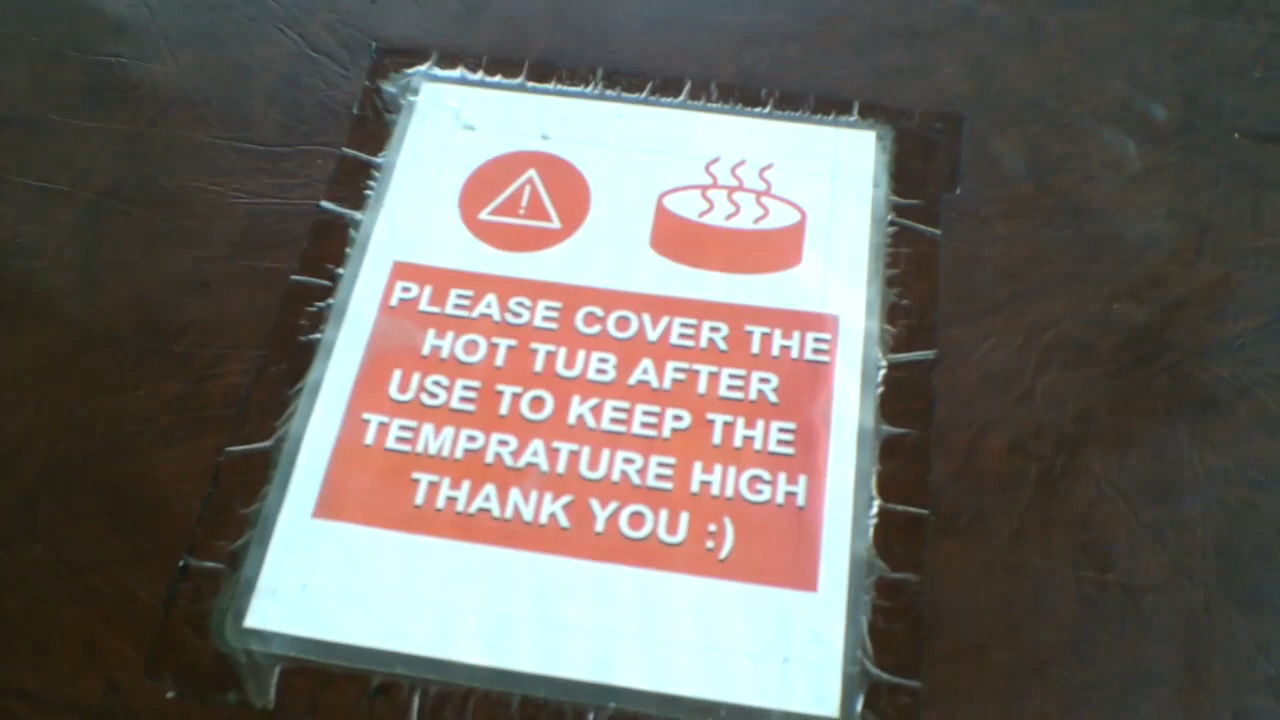 PLEASE COVER THE
HOT TUB AFTER
USE TO KEEP THE
TEMPRATURE HIGH
THANK YOU :)